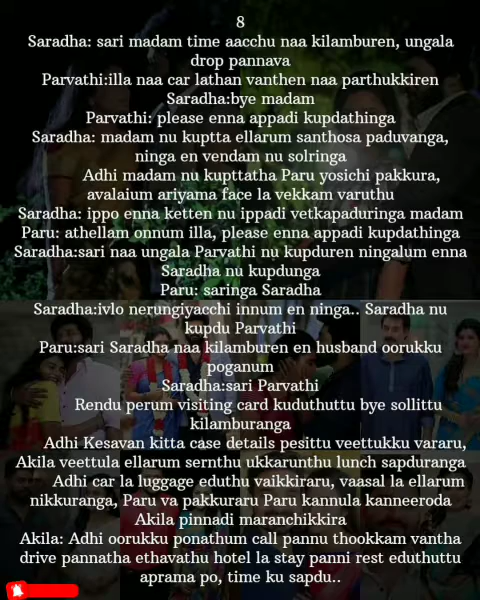 8
Saradha: sari madam time aacchu naa kilamburen, ungala
drop pannava
Parvathi:illa naa car lathan vanthen naa parthukkiren
Saradha:bye madam
Parvathi: please enna appadi kupdathinga
Saradha: madam nu kuptta ellarum santhosa paduvanga,
ninga en vendam nu solringa
Adhi madam nu kupttatha Paru yosichi pakkura,
avalaium ariyama face la vekkam varuthu
Saradha: ippo enna ketten nu ippadi vetkapaduringa madam
Paru: athellam onnum illa, please enna appadi kupdathinga
Saradha:sari naa ungala Parvathi nu kupduren ningalum enna
Saradha nu kupdunga
Paru: saringa Saradha
Saradha:ivlo nerungiyacchi innum en ninga.. Saradha nu
kupdu Parvathi
Paru:sari Saradha naa kilamburen en husband oorukku
poganum
Saradha:sari Parvathi
Rendu perum visiting card kuduthuttu bye sollittu
kilamburanga
Adhi Kesavan kitta case details pesittu veettukku vararu,
Akila veettula ellarum sernthu ukkarunthu lunch sapduranga
Adhi car la luggage eduthu vaikkiraru, vaasal la ellarum
nikkuranga, Paru va pakkuraru Paru kannula kanneeroda
Akila pinnadi maranchikkira
Akila: Adhi oorukku ponathum call pannu thookkam vantha
drive pannatha ethavathu hotel la stay panni rest eduthuttu
aprama po, time ku sapdu..